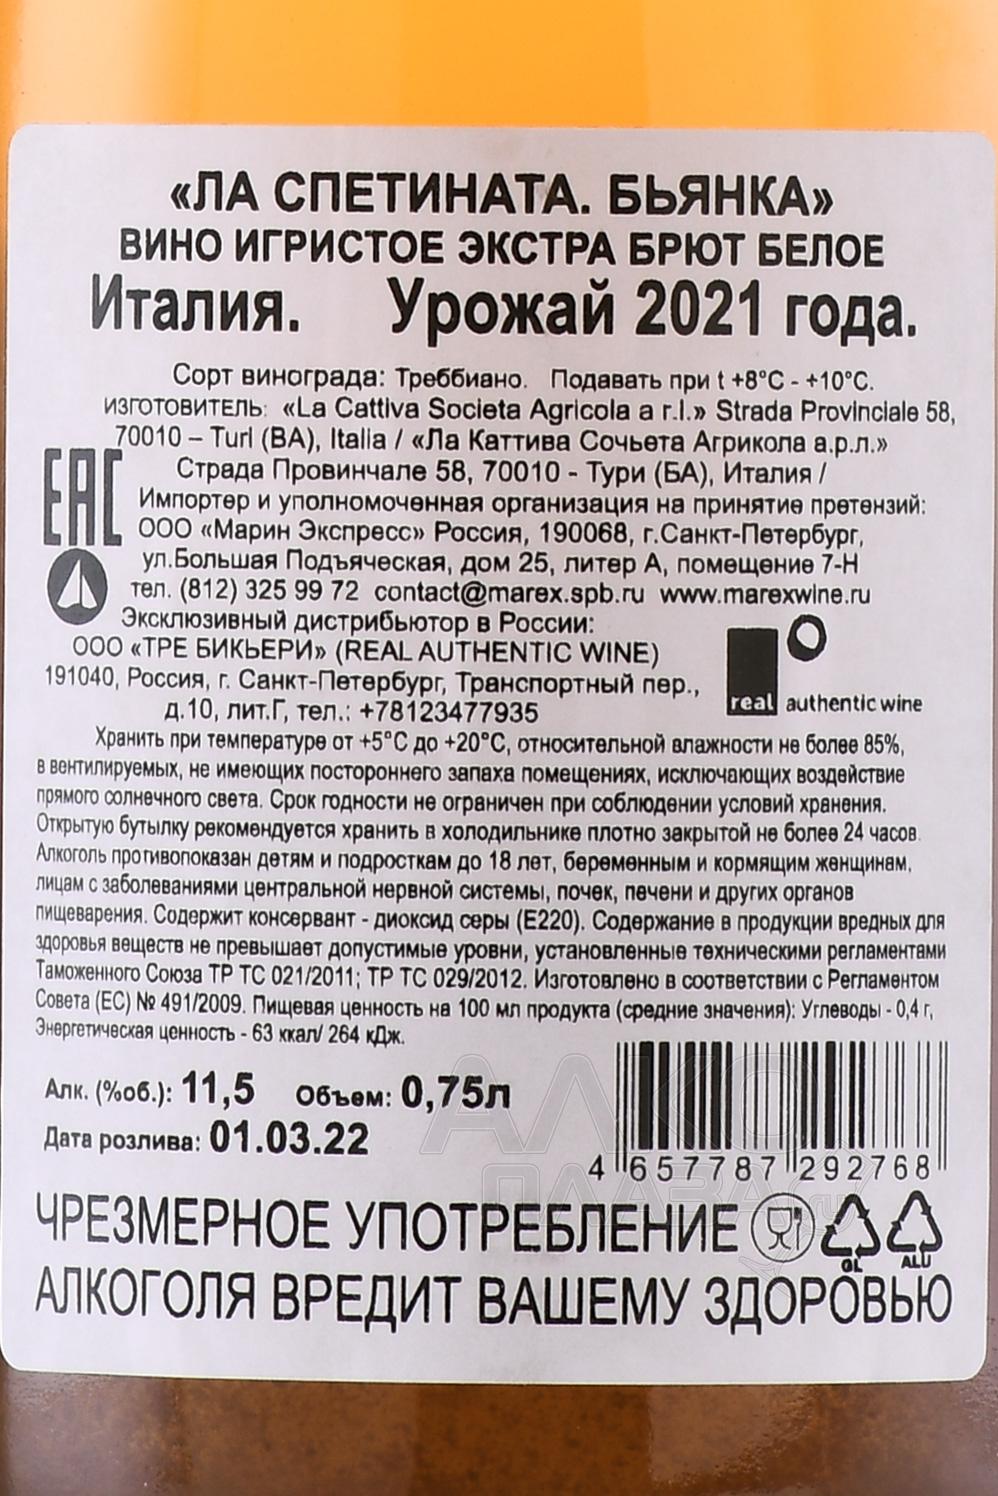 «ЛА СПЕТИНАТА. БЬЯНКА»
ВИНО ИГРИСТОЕ ЭКСТРА БРЮТ БЕЛОЕ
Италия. Урожай 2021 года.
Сорт винограда: Треббиано. Подавать при t +8°C - +10°C.
ИЗГОТОВИТЕЛЬ: «La Cattiva Societa Agricola a r.l.» Strada Provinciale 58,
70010 – Turi (BA), Italia / «Ла Каттива Сочьета Агрикола а.р.л.»
Страда Провинчале 58, 70010 - Тури (БА), Италия /
EAC
Импортер и уполномоченная организация на принятие претензий:
ООО «Марин Экспресс» Россия, 190068, г.Санкт-Петербург,
ул.Большая Подъяческая, дом 25, литер А, помещение 7-Н
тел. (812) 325 99 72 contact@marex.spb.ru www.marexwine.ru
Эксклюзивный дистрибьютор в России:
ООО «ТРЕ БИКЬЕРИ» (REAL AUTHENTIC WINE)
191040, Россия, г. Санкт-Петербург, Транспортный пер.,
д.10, лит.Г, тел.: +78123477935
real authentic wine
Хранить при температуре от +5°C до +20°C, относительной влажности не более 85%,
в вентилируемых, не имеющих постороннего запаха помещениях, исключающих воздействие
прямого солнечного света. Срок годности не ограничен при соблюдении условий хранения.
Открытую бутылку рекомендуется хранить в холодильнике плотно закрытой не более 24 часов.
Алкоголь противопоказан детям и подросткам до 18 лет, беременным и кормящим женщинам,
лицам с заболеваниями центральной нервной системы, почек, печени и других органов
пищеварения. Содержит консервант - диоксид серы (Е220). Содержание в продукции вредных для
здоровья веществ не превышает допустимые уровни, установленные техническими регламентами
Таможенного Союза ТР ТС 021/2011; ТР ТС 029/2012. Изготовлено в соответствии с Регламентом
Совета (ЕС) № 491/2009. Пищевая ценность на 100 мл продукта (средние значения): Углеводы - 0,4 г,
Энергетическая ценность - 63 ккал/ 264 кДж.
Алк. (%об.): 11,5 Объем: 0,75л
Дата розлива: 01.03.22
4 657787 292768
АЛКО
ПЛАЗА
ЧРЕЗМЕРНОЕ УПОТРЕБЛЕНИЕ
GL ALU
АЛКОГОЛЯ ВРЕДИТ ВАШЕМУ ЗДОРОВЬЮ